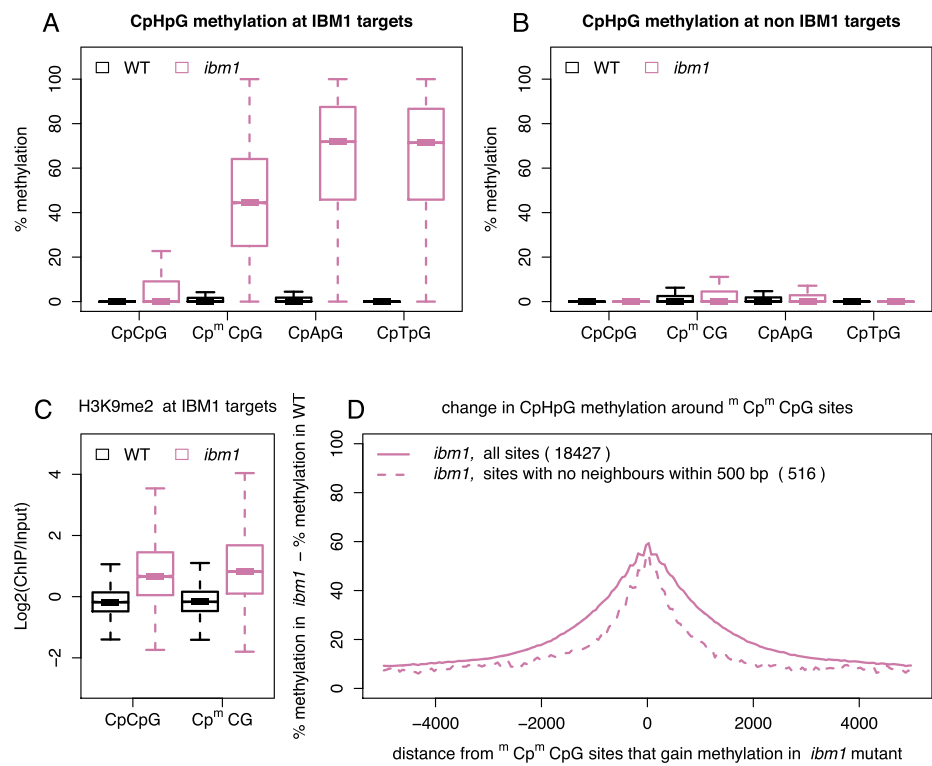 A CpHpG methylation at IBM1 targets
WT ibm1
% methylation
100
80
60
40
20
0
CpCpG Cpᵐ CpG CpApG CpTpG
B CpHpG methylation at non IBM1 targets
WT ibm1
% methylation
100
80
60
40
20
0
CpCpG Cpᵐ CG CpApG CpTpG
C H3K9me2 at IBM1 targets
WT ibm1
Log2(ChIP/Input)
4
2
0
−2
CpCpG Cpᵐ CG
D change in CpHpG methylation around ᵐ Cpᵐ CpG sites
ibm1, all sites ( 18427 )
ibm1, sites with no neighbours within 500 bp ( 516 )
% methylation in ibm1 − % methylation in WT
100
80
60
40
20
0
−4000 −2000 0 2000 4000
distance from ᵐ Cpᵐ CpG sites that gain methylation in ibm1 mutant